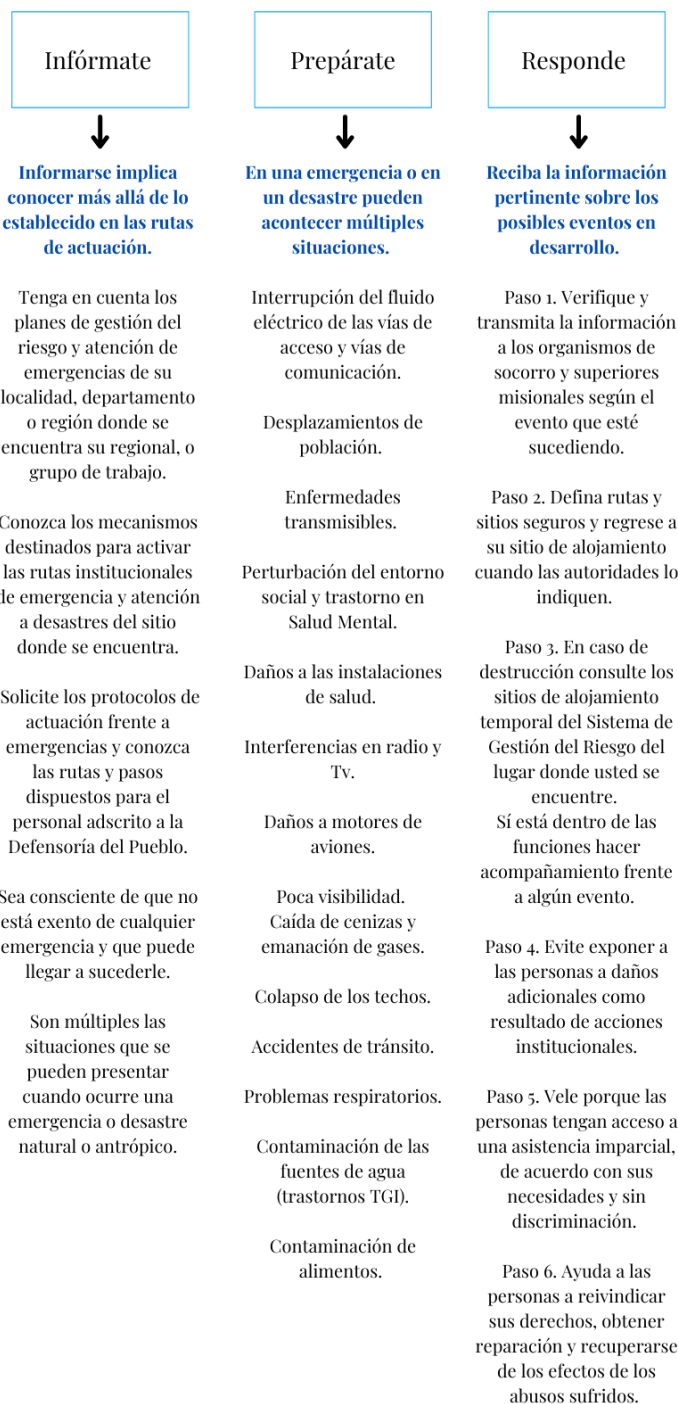 Infórmate
Informarse implica
conocer más allá de lo
establecido en las rutas
de actuación.
Tenga en cuenta los
planes de gestión del
riesgo y atención de
emergencias de su
localidad, departamento
o región donde se
encuentra su regional, o
grupo de trabajo.
Conozca los mecanismos
destinados para activar
las rutas institucionales
de emergencia y atención
a desastres del sitio
donde se encuentra.
Solicite los protocolos de
actuación frente a
emergencias y conozca
las rutas y pasos
dispuestos para el
personal adscrito a la
Defensoría del Pueblo.
Sea consciente de que no
está exento de cualquier
emergencia y que puede
llegar a sucederle.
Son múltiples las
situaciones que se
pueden presentar
cuando ocurre una
emergencia o desastre
natural o antrópico.
Prepárate
En una emergencia o en
un desastre pueden
acontecer múltiples
situaciones.
Interrupción del fluido
eléctrico de las vías de
acceso y vías de
comunicación.
Desplazamientos de
población.
Enfermedades
transmisibles.
Perturbación del entorno
social y trastorno en
Salud Mental.
Daños a las instalaciones
de salud.
Interferencias en radio y
Tv.
Daños a motores de
aviones.
Poca visibilidad.
Caída de cenizas y
emanación de gases.
Colapso de los techos.
Accidentes de tránsito.
Problemas respiratorios.
Contaminación de las
fuentes de agua
(trastornos TGI).
Contaminación de
alimentos.
Responde
Reciba la información
pertinente sobre los
posibles eventos en
desarrollo.
Paso 1. Verifique y
transmita la información
a los organismos de
socorro y superiores
misionales según el
evento que esté
sucediendo.
Paso 2. Defina rutas y
sitios seguros y regrese a
su sitio de alojamiento
cuando las autoridades lo
indiquen.
Paso 3. En caso de
destrucción consulte los
sitios de alojamiento
temporal del Sistema de
Gestión del Riesgo del
lugar donde usted se
encuentre.
Sí está dentro de las
funciones hacer
acompañamiento frente
a algún evento.
Paso 4. Evite exponer a
las personas a daños
adicionales como
resultado de acciones
institucionales.
Paso 5. Vele porque las
personas tengan acceso a
una asistencia imparcial,
de acuerdo con sus
necesidades y sin
discriminación.
Paso 6. Ayuda a las
personas a reivindicar
sus derechos, obtener
reparación y recuperarse
de los efectos de los
abusos sufridos.